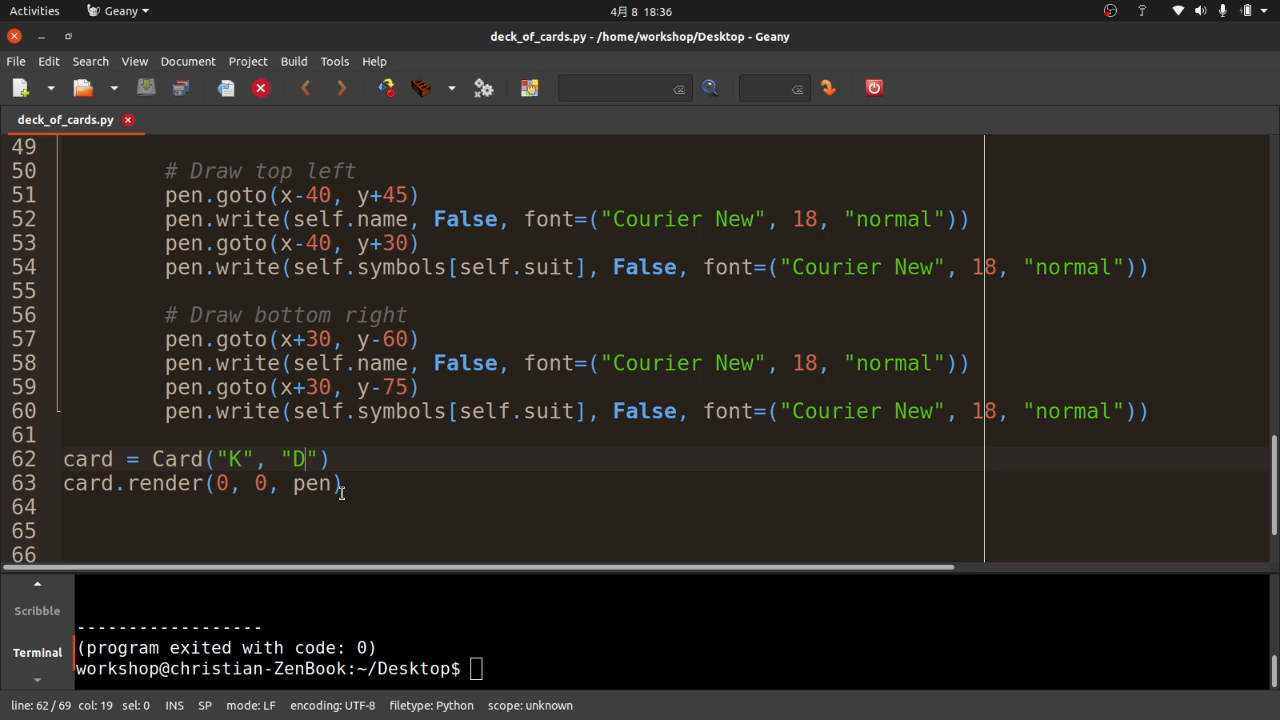 Activities Geany 4月 8 18:36
deck_of_cards.py - /home/workshop/Desktop - Geany
File Edit Search View Document Project Build Tools Help
deck_of_cards.py
49
50 # Draw top left
51 pen.goto(x-40, y+45)
52 pen.write(self.name, False, font=("Courier New", 18, "normal"))
53 pen.goto(x-40, y+30)
54 pen.write(self.symbols[self.suit], False, font=("Courier New", 18, "normal"))
55
56 # Draw bottom right
57 pen.goto(x+30, y-60)
58 pen.write(self.name, False, font=("Courier New", 18, "normal"))
59 pen.goto(x+30, y-75)
60 pen.write(self.symbols[self.suit], False, font=("Courier New", 18, "normal"))
61
62 card = Card("K", "D")
63 card.render(0, 0, pen)
64
65
66
Scribble
Terminal
------------------
(program exited with code: 0)
workshop@christian-ZenBook:~/Desktop$
line: 62 / 69 col: 19 sel: 0 INS SP mode: LF encoding: UTF-8 filetype: Python scope: unknown